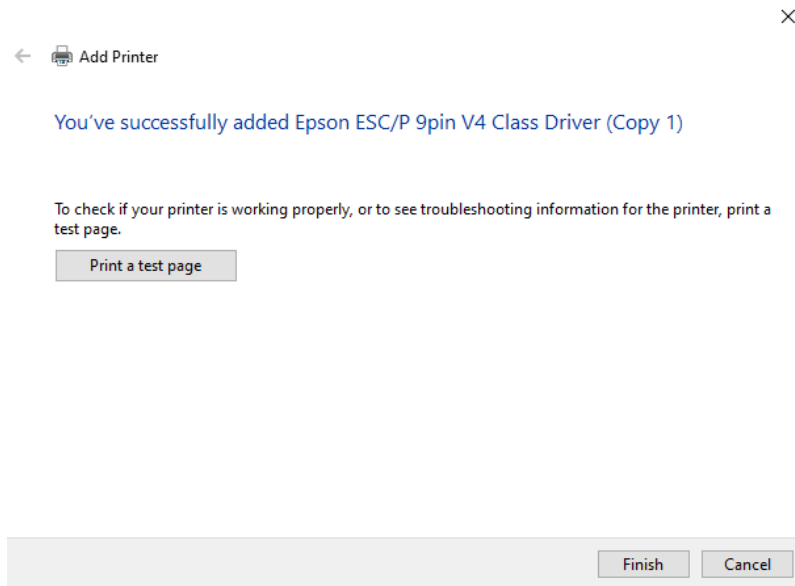 Add Printer
You've successfully added Epson ESC/P 9pin V4 Class Driver (Copy 1)
To check if your printer is working properly, or to see troubleshooting information for the printer, print a
test page.
Print a test page
Finish
Cancel